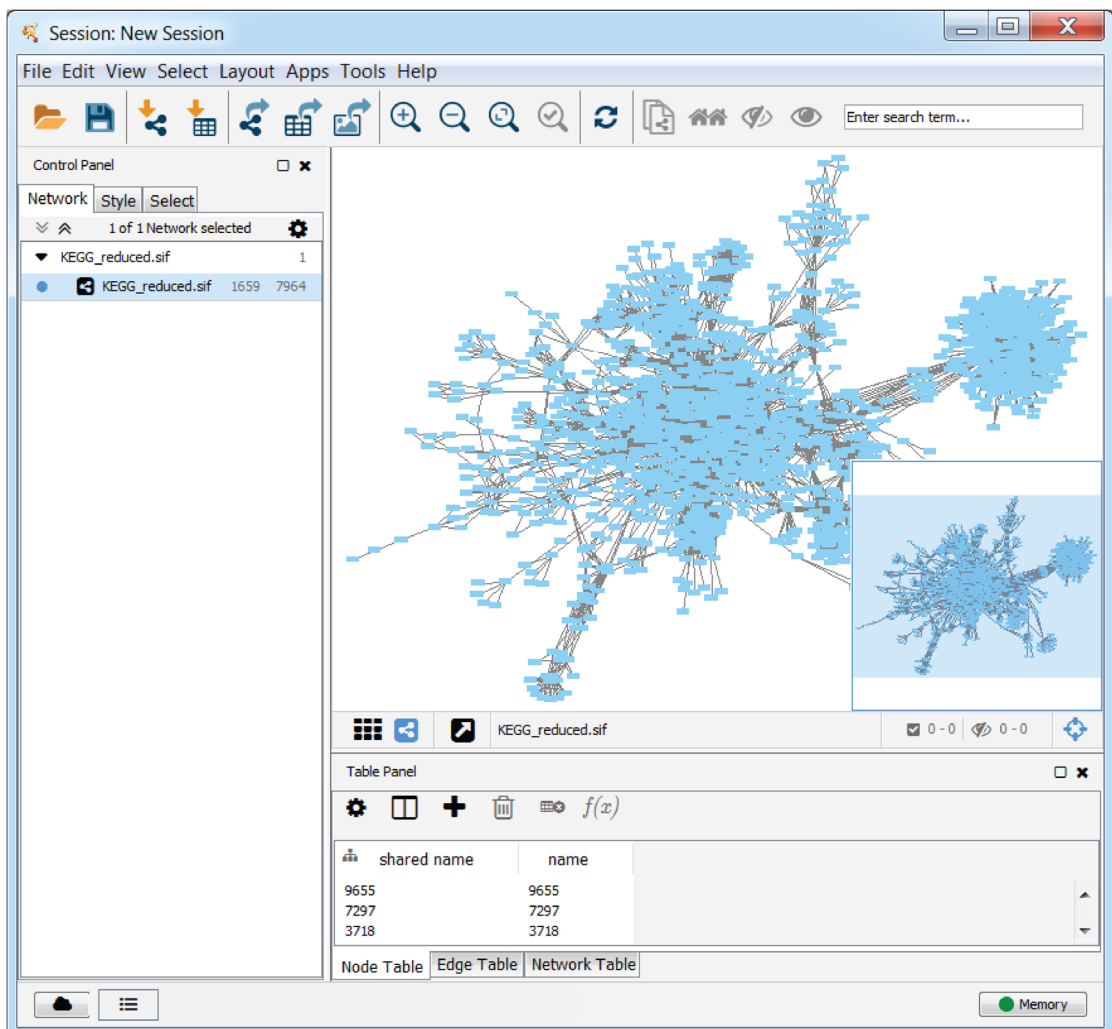 Session: New Session
File Edit View Select Layout Apps Tools Help
Enter search term...
Control Panel
Network Style Select
1 of 1 Network selected
KEGG_reduced.sif 1
KEGG_reduced.sif 1659 7964
KEGG_reduced.sif 0 - 0 0 - 0
Table Panel
f(x)
shared name name
9655 9655
7297 7297
3718 3718
Node Table Edge Table Network Table
Memory